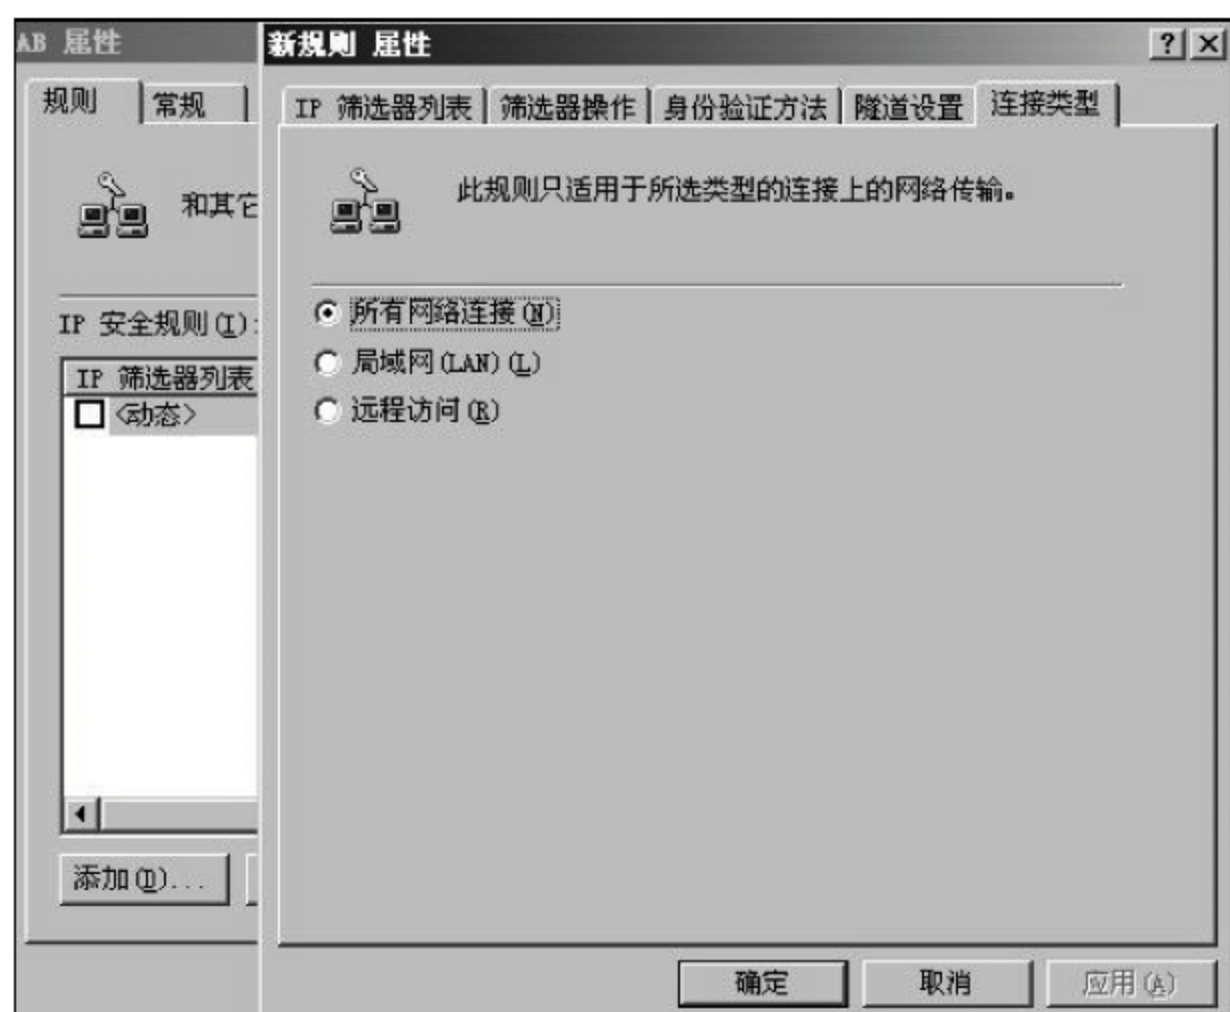 AB 属性
规则
常规
和其它
IP 安全规则(I):
IP 筛选器列表
<动态>
添加(D)...
新规则 属性
IP 筛选器列表
筛选器操作
身份验证方法
隧道设置
连接类型
此规则只适用于所选类型的连接上的网络传输。
所有网络连接(N)
局域网(LAN)(L)
远程访问(R)
确定
取消
应用(A)